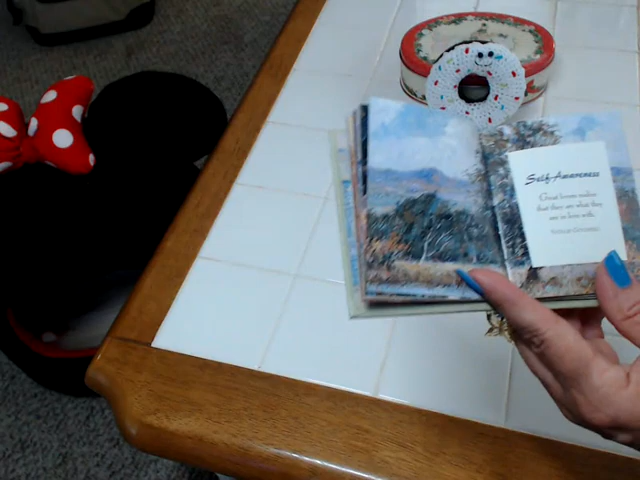 Self-Awareness
Great lovers realize
that they are what they
are in love with.